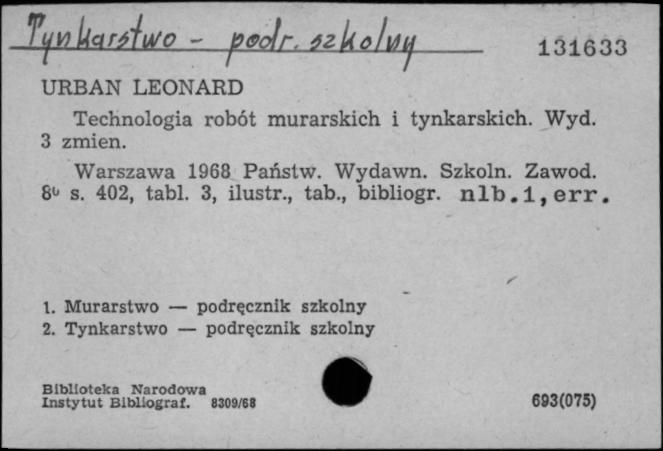 Tynkarstwo - podr. szkolny
131633
URBAN LEONARD
Technologia robót murarskich i tynkarskich. Wyd.
3 zmien.
Warszawa 1968 Państw. Wydawn. Szkoln. Zawod.
8º s. 402, tabl. 3, ilustr., tab., bibliogr. nlb.1,err.
1. Murarstwo — podręcznik szkolny
2. Tynkarstwo — podręcznik szkolny
Biblioteka Narodowa
Instytut Bibliograf. 8309/68
693(075)